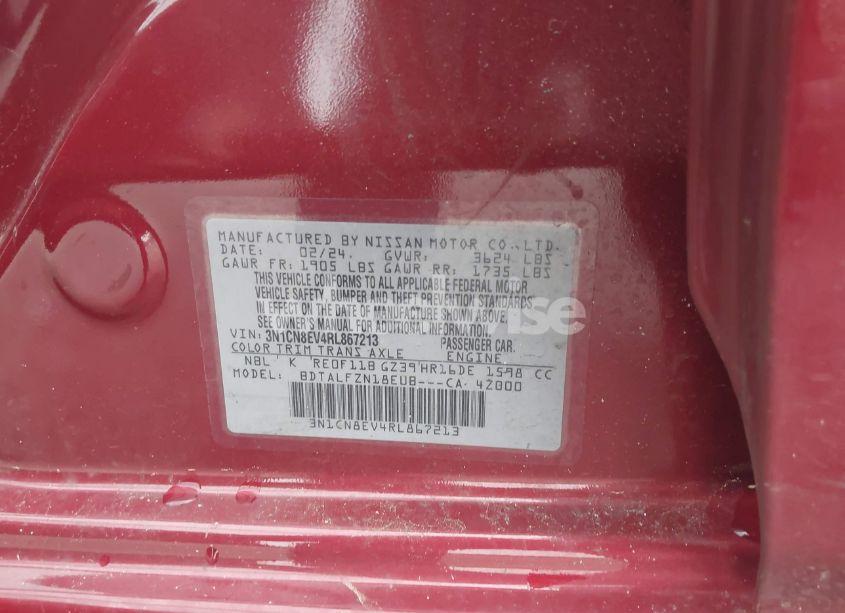 MANUFACTURED BY NISSAN MOTOR CO., LTD.
DATE: 02/24. GVWR: 3624 LBS
GAWR FR: 1905 LBS GAWR RR: 1735 LBS
THIS VEHICLE CONFORMS TO ALL APPLICABLE FEDERAL MOTOR
VEHICLE SAFETY, BUMPER AND THEFT PREVENTION STANDARDS
IN EFFECT ON THE DATE OF MANUFACTURE SHOWN ABOVE.
SEE OWNER'S MANUAL FOR ADDITIONAL INFORMATION.
VIN: 3N1CN8EV4RL867213 PASSENGER CAR.
COLOR TRIM TRANS AXLE ENGINE
NBL K RE0F11B GZ39 HR16DE 1598 CC
MODEL: BDTALFZN18EUB---CA. 42000
3N1CN8EV4RL867213